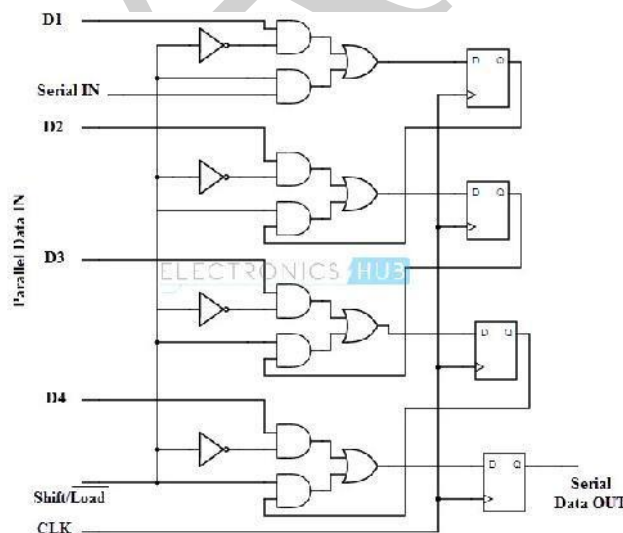 D1
D Q
Serial IN
D2
D Q
Parallel Data IN
D3
ELECTRONICS HUB
D Q
D4
D Q
Shift/Load
Serial
Data OUT
CLK